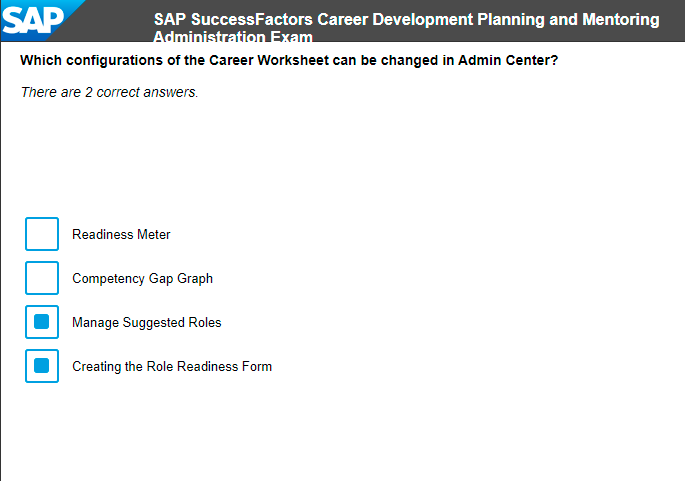 SAP
SAP SuccessFactors Career Development Planning and Mentoring
Administration Exam
Which configurations of the Career Worksheet can be changed in Admin Center?
There are 2 correct answers.
Readiness Meter
Competency Gap Graph
Manage Suggested Roles
Creating the Role Readiness Form